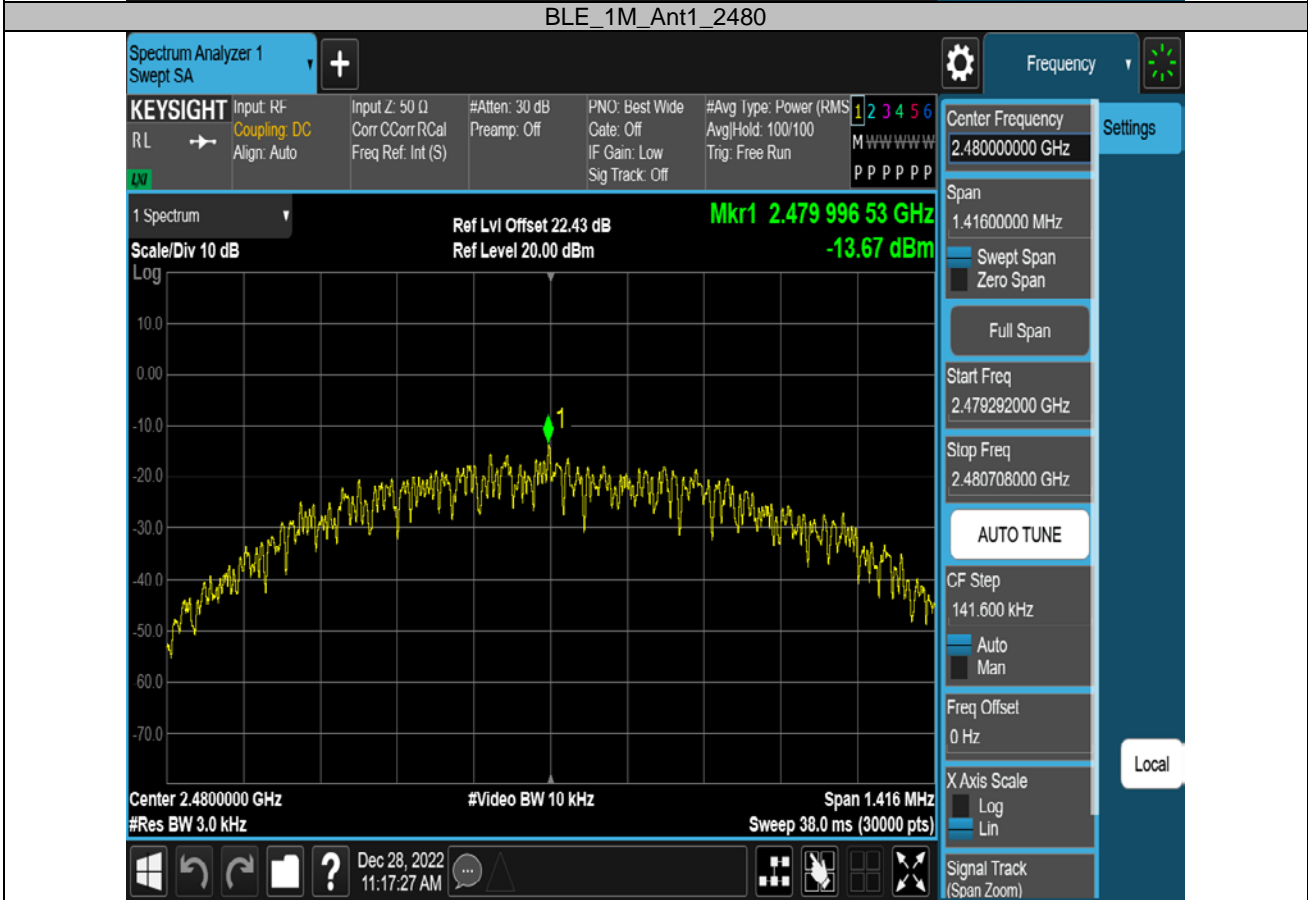 BLE_1M_Ant1_2480
Spectrum Analyzer 1
Swept SA
Frequency
KEYSIGHT
RL
LXI
Input: RF
Coupling: DC
Align: Auto
Input Z: 50 Ω
Corr CCorr RCal
Freq Ref: Int (S)
#Atten: 30 dB
Preamp: Off
PNO: Best Wide
Gate: Off
IF Gain: Low
Sig Track: Off
#Avg Type: Power (RMS
Avg|Hold: 100/100
Trig: Free Run
1 2 3 4 5 6
M W W W W W
P P P P P P
1 Spectrum
Scale/Div 10 dB
Log
Ref Lvl Offset 22.43 dB
Ref Level 20.00 dBm
Mkr1 2.479 996 53 GHz
-13.67 dBm
10.0
0.00
-10.0
-20.0
-30.0
-40.0
-50.0
-60.0
-70.0
1
Center 2.4800000 GHz
#Video BW 10 kHz
Span 1.416 MHz
#Res BW 3.0 kHz
Sweep 38.0 ms (30000 pts)
Dec 28, 2022
11:17:27 AM
Center Frequency
2.480000000 GHz
Settings
Span
1.41600000 MHz
Swept Span
Zero Span
Full Span
Start Freq
2.479292000 GHz
Stop Freq
2.480708000 GHz
AUTO TUNE
CF Step
141.600 kHz
Auto
Man
Freq Offset
0 Hz
Local
X Axis Scale
Log
Lin
Signal Track
(Span Zoom)